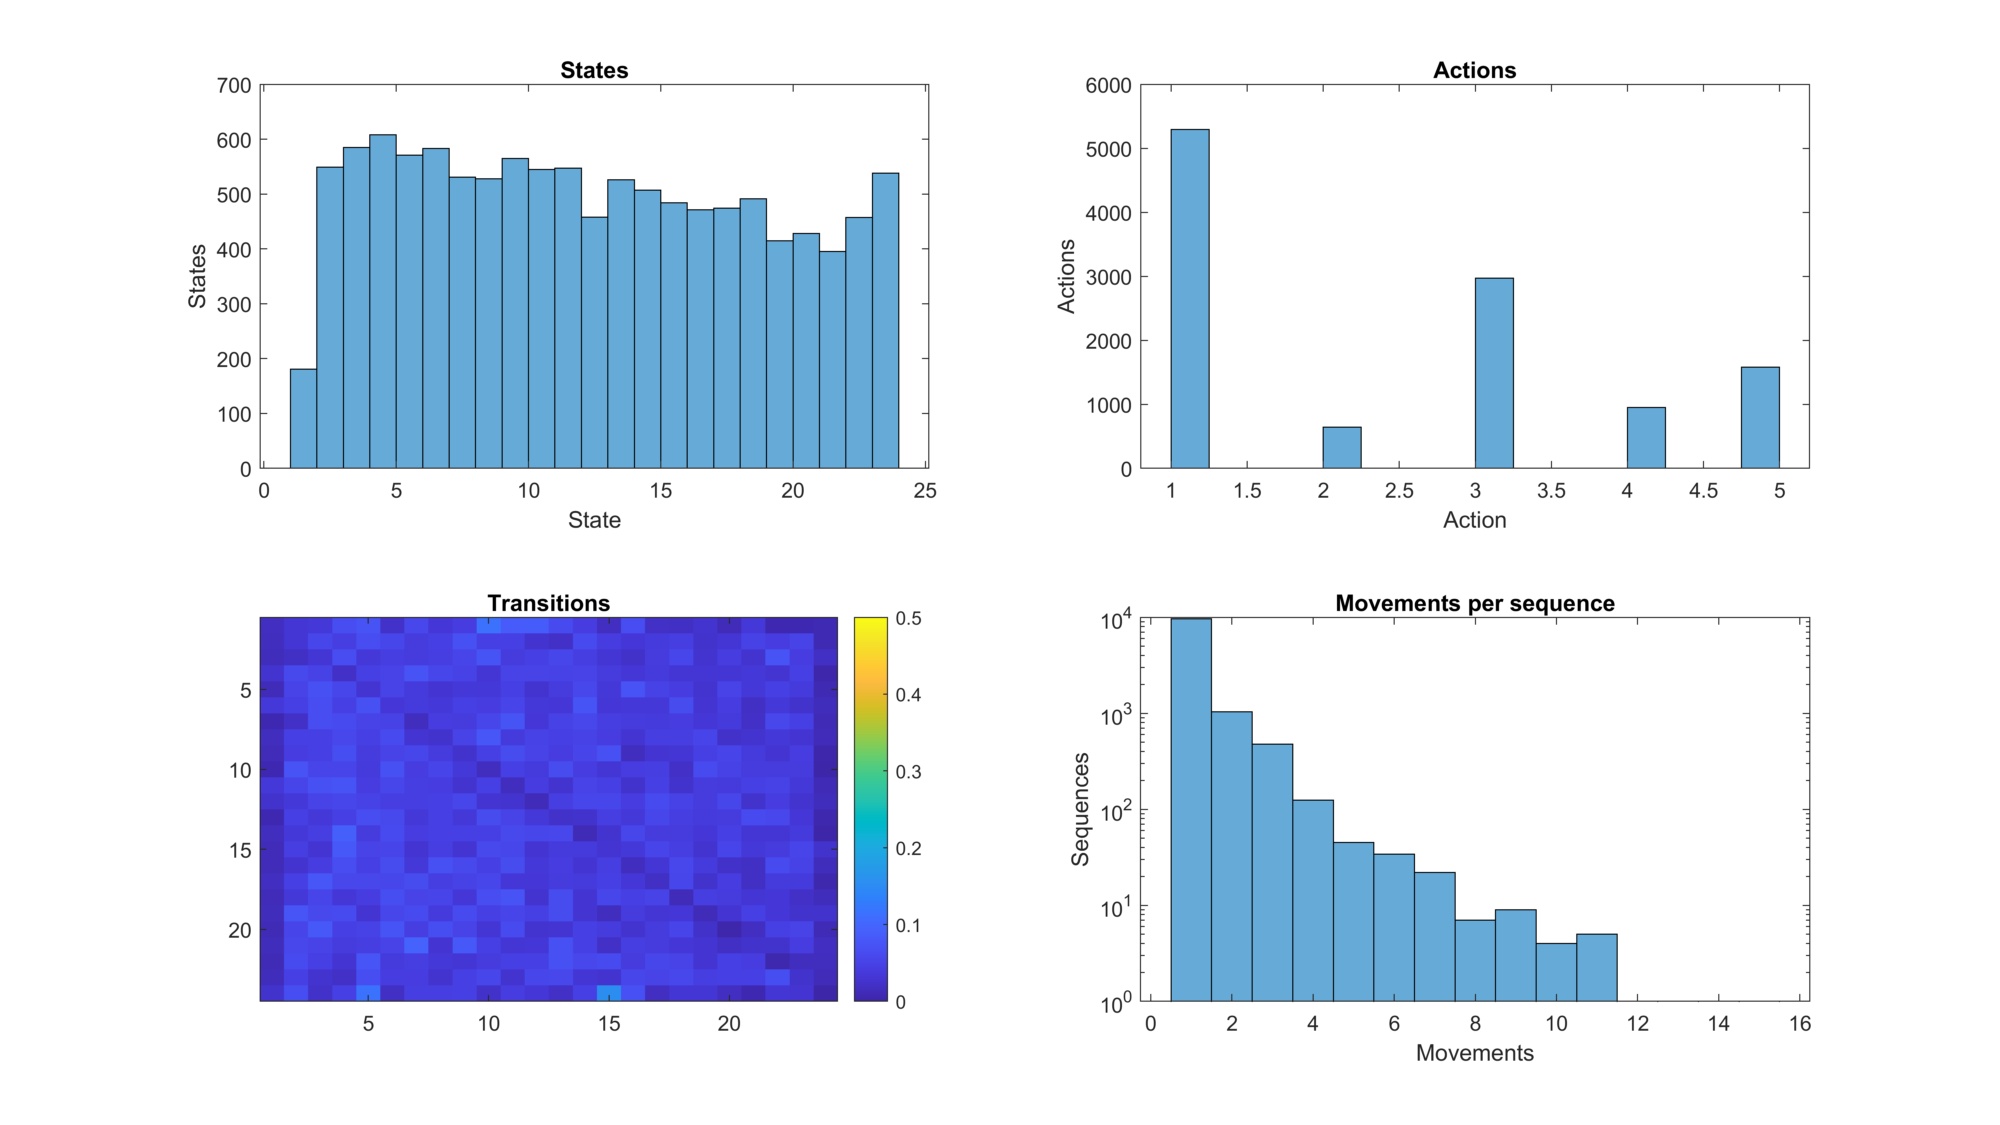 States
700
600
500
400
300
200
100
0
States
0 5 10 15 20 25
State
Actions
6000
5000
4000
3000
2000
1000
0
Actions
1 1.5 2 2.5 3 3.5 4 4.5 5
Action
Transitions
5
10
15
20
5 10 15 20
0.5
0.4
0.3
0.2
0.1
0
Movements per sequence
10^4
10^3
10^2
10^1
10^0
Sequences
0 2 4 6 8 10 12 14 16
Movements